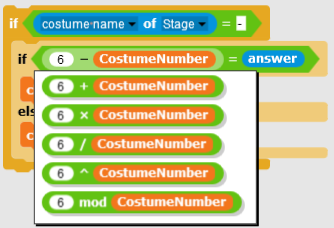 if costume name of Stage = -
if 6 − CostumeNumber = answer
6 + CostumeNumber
6 × CostumeNumber
6 / CostumeNumber
els
6 ^ CostumeNumber
6 mod CostumeNumber